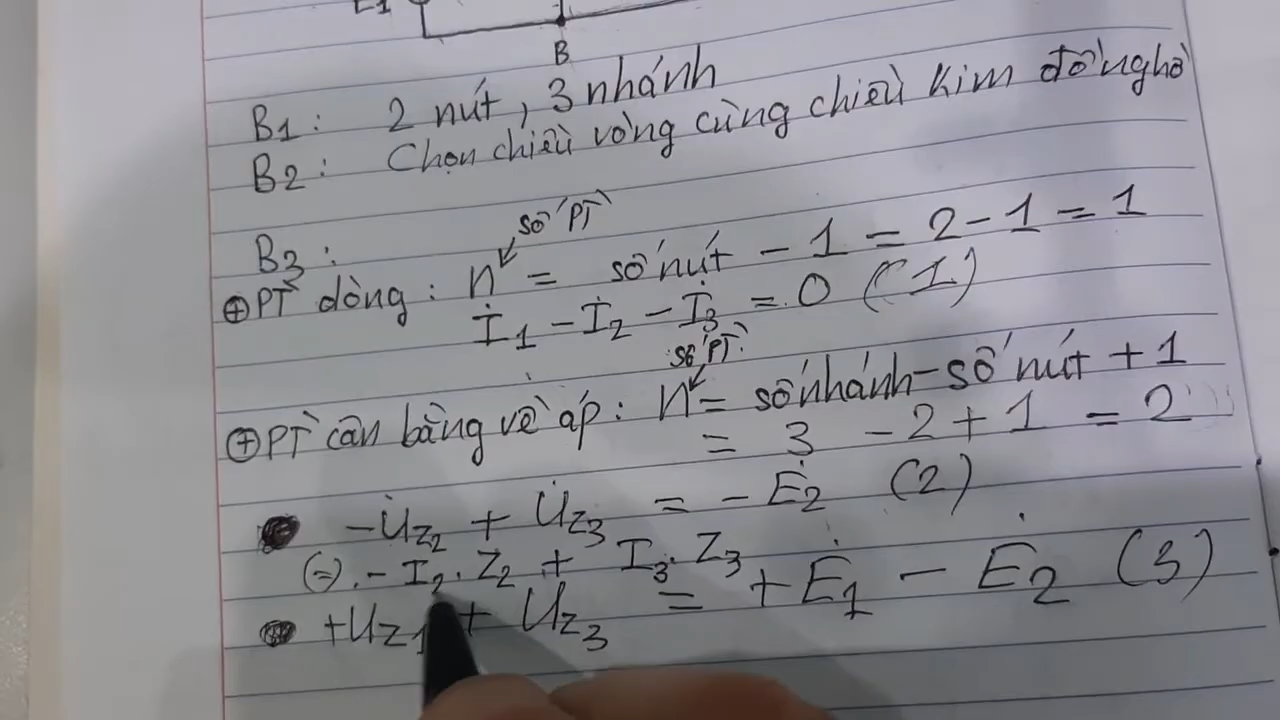 E1
B
B1: 2 nút, 3 nhánh
B2: Chọn chiều vòng cùng chiều kim đồng hồ
B3:
số PT
⊕PT dòng: n = số nút - 1 = 2 - 1 = 1
İ1 - İ2 - İ3 = 0 (1)
số PT
⊕PT cân bằng về áp: n = số nhánh - số nút + 1
= 3 - 2 + 1 = 2
-U̇Z2 + U̇Z3 = -Ė2 (2)
(=) -I2.Z2 + I3.Z3
+UZ1 + UZ3 = +Ė1 - Ė2 (3)